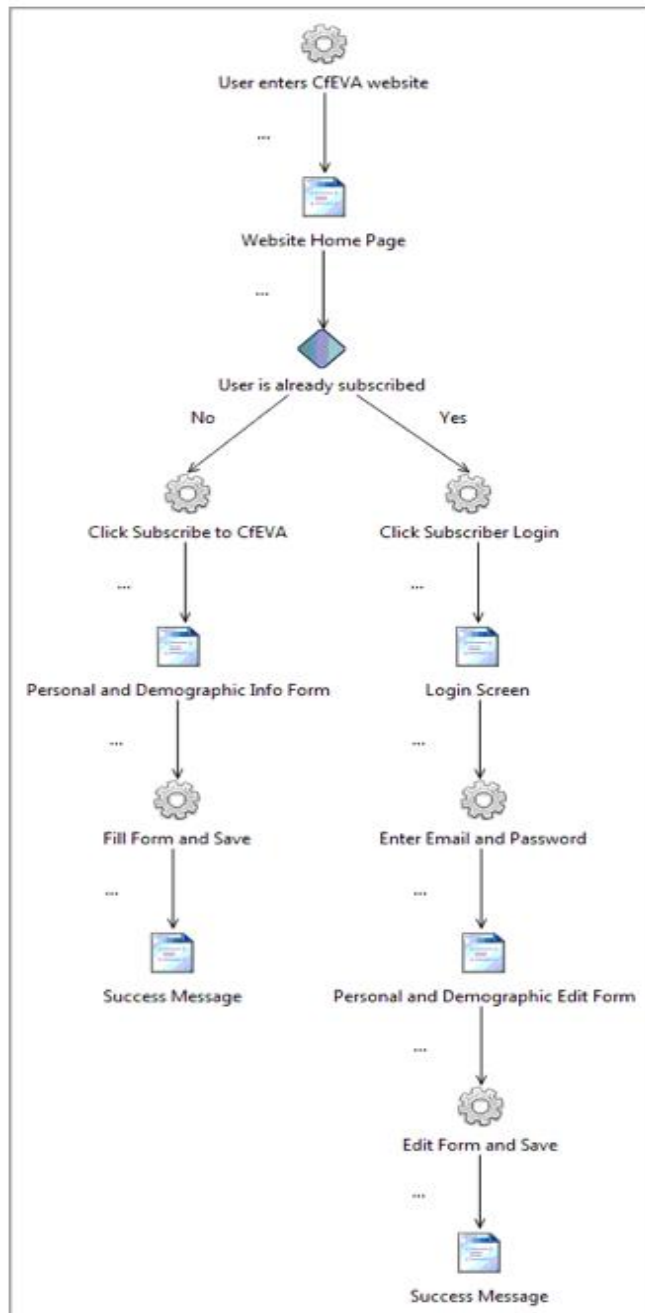 User enters CfEVA website
...
Website Home Page
...
User is already subscribed
No
Yes
Click Subscribe to CfEVA
Click Subscriber Login
...
...
Personal and Demographic Info Form
Login Screen
...
...
Fill Form and Save
Enter Email and Password
...
...
Success Message
Personal and Demographic Edit Form
...
Edit Form and Save
...
Success Message